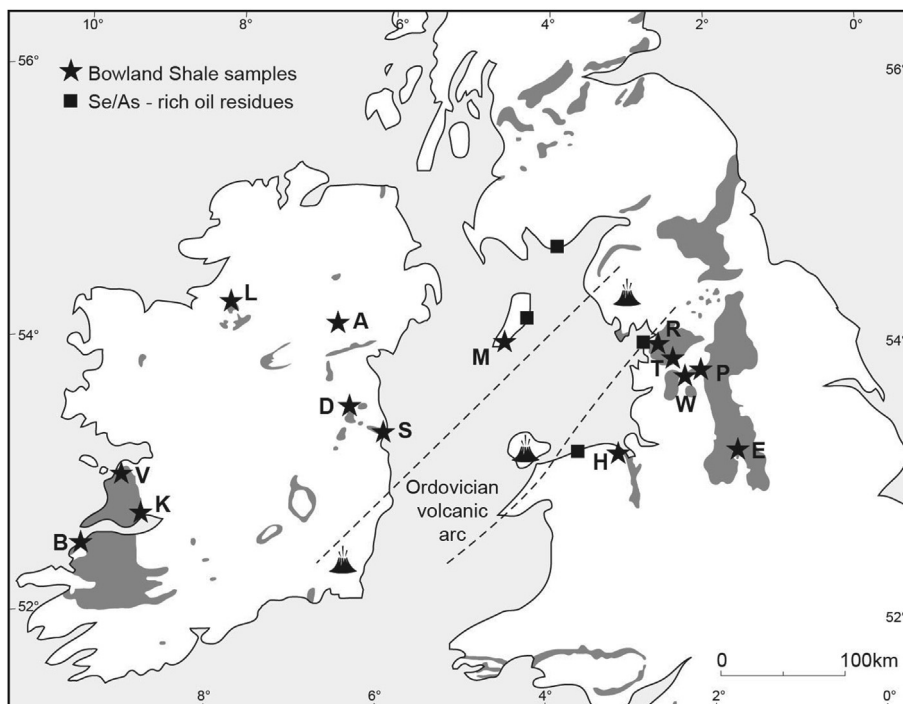 10° 8° 6° 4° 2° 0°
56° 56°
Bowland Shale samples
Se/As - rich oil residues
L
A
54° 54°
M
R
T
P
W
D
S
H
E
V
K
B
Ordovician
volcanic
arc
52° 52°
0 100km
8° 6° 4° 2° 0°